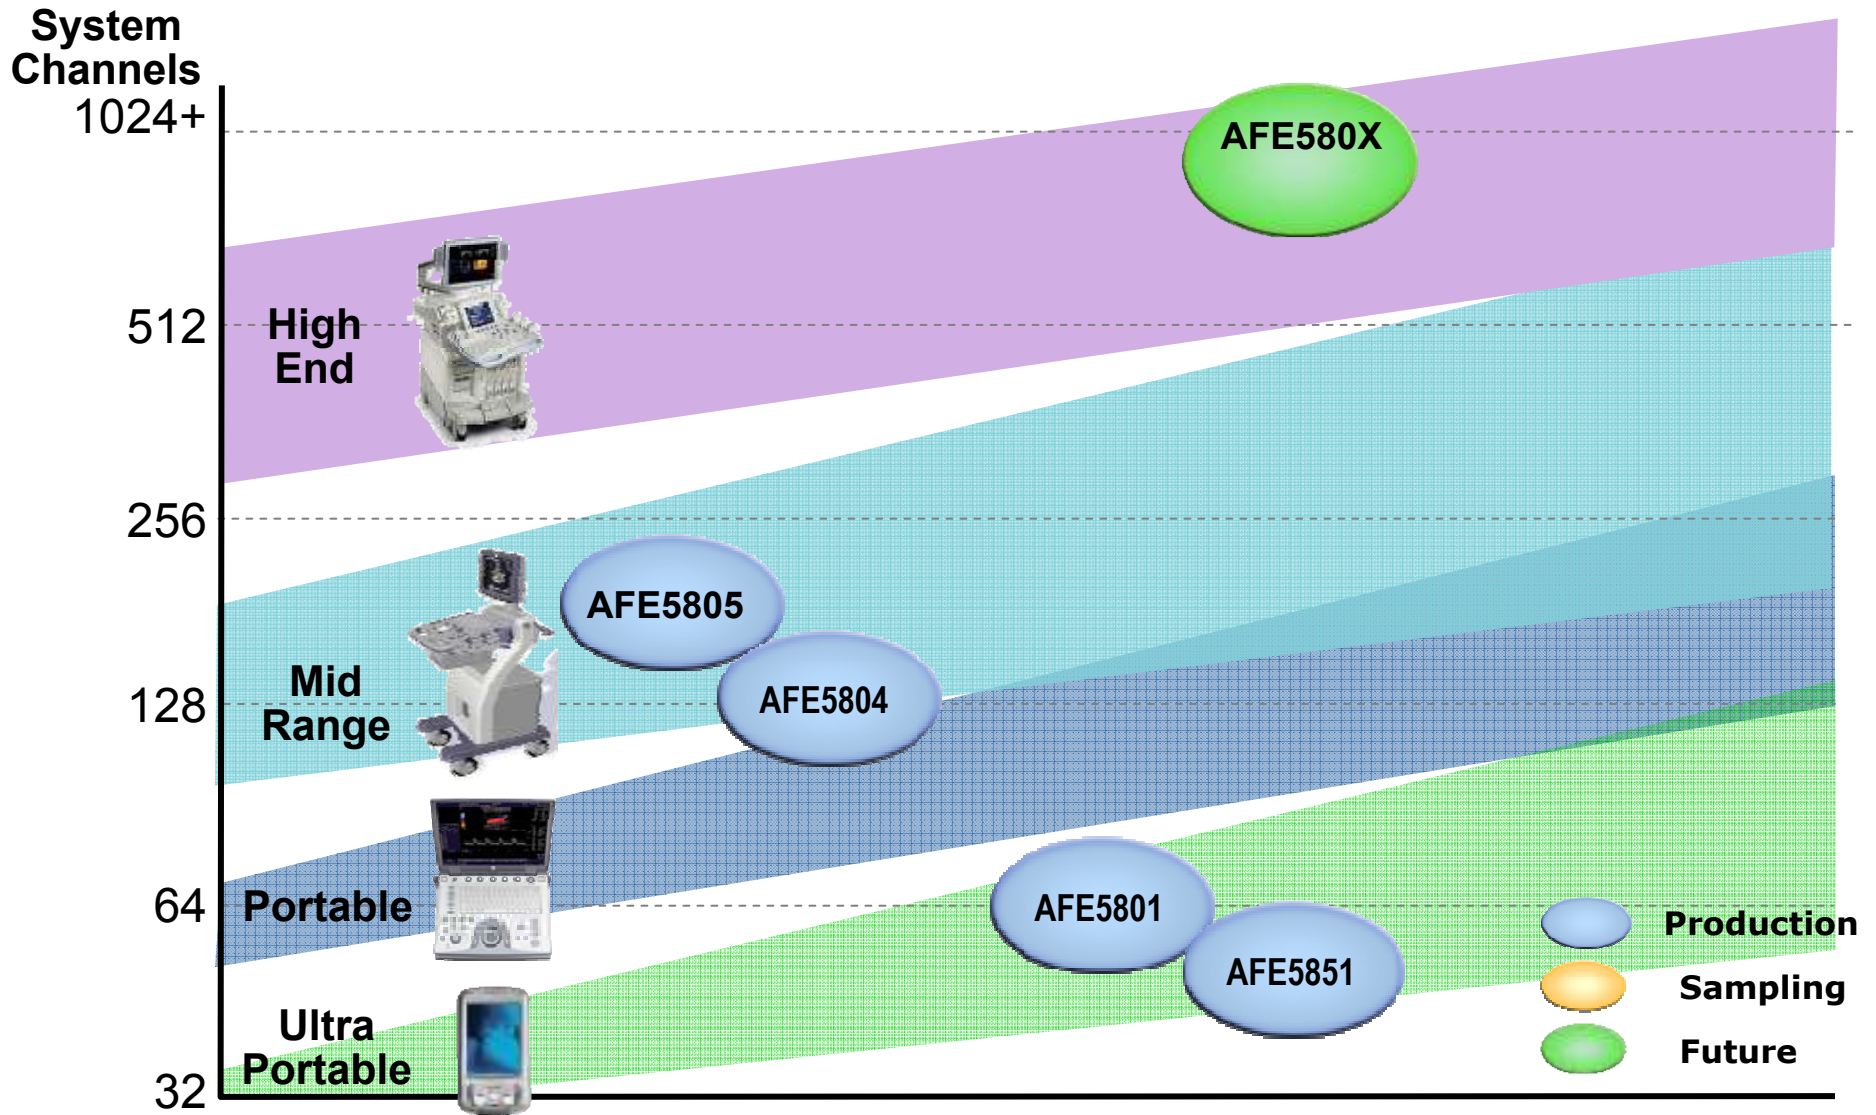 System
Channels
1024+
AFE580X
512
High
End
256
AFE5805
Mid
Range
AFE5804
128
64
Portable
AFE5801
Production
AFE5851
Sampling
Ultra
Portable
Future
32